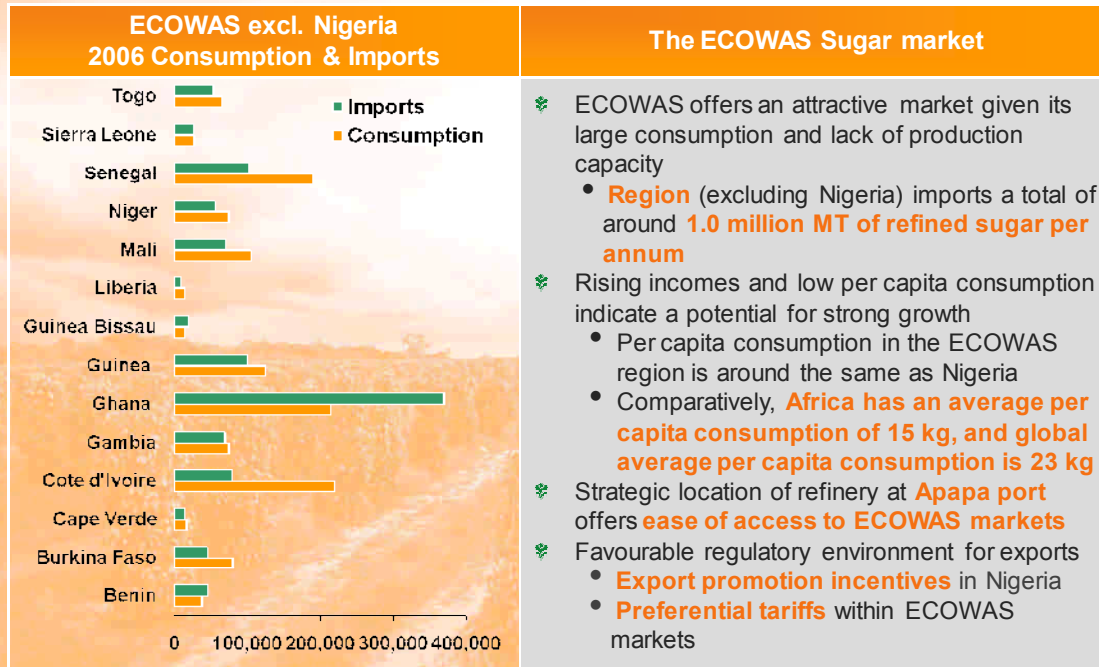 ECOWAS excl. Nigeria
2006 Consumption & Imports
Togo
Sierra Leone
Senegal
Niger
Mali
Liberia
Guinea Bissau
Guinea
Ghana
Gambia
Cote d'Ivoire
Cape Verde
Burkina Faso
Benin
Imports
Consumption
0 100,000 200,000 300,000 400,000
The ECOWAS Sugar market
ECOWAS offers an attractive market given its
large consumption and lack of production
capacity
• Region (excluding Nigeria) imports a total of
around 1.0 million MT of refined sugar per
annum
Rising incomes and low per capita consumption
indicate a potential for strong growth
• Per capita consumption in the ECOWAS
region is around the same as Nigeria
• Comparatively, Africa has an average per
capita consumption of 15 kg, and global
average per capita consumption is 23 kg
Strategic location of refinery at Apapa port
offers ease of access to ECOWAS markets
Favourable regulatory environment for exports
• Export promotion incentives in Nigeria
• Preferential tariffs within ECOWAS
markets